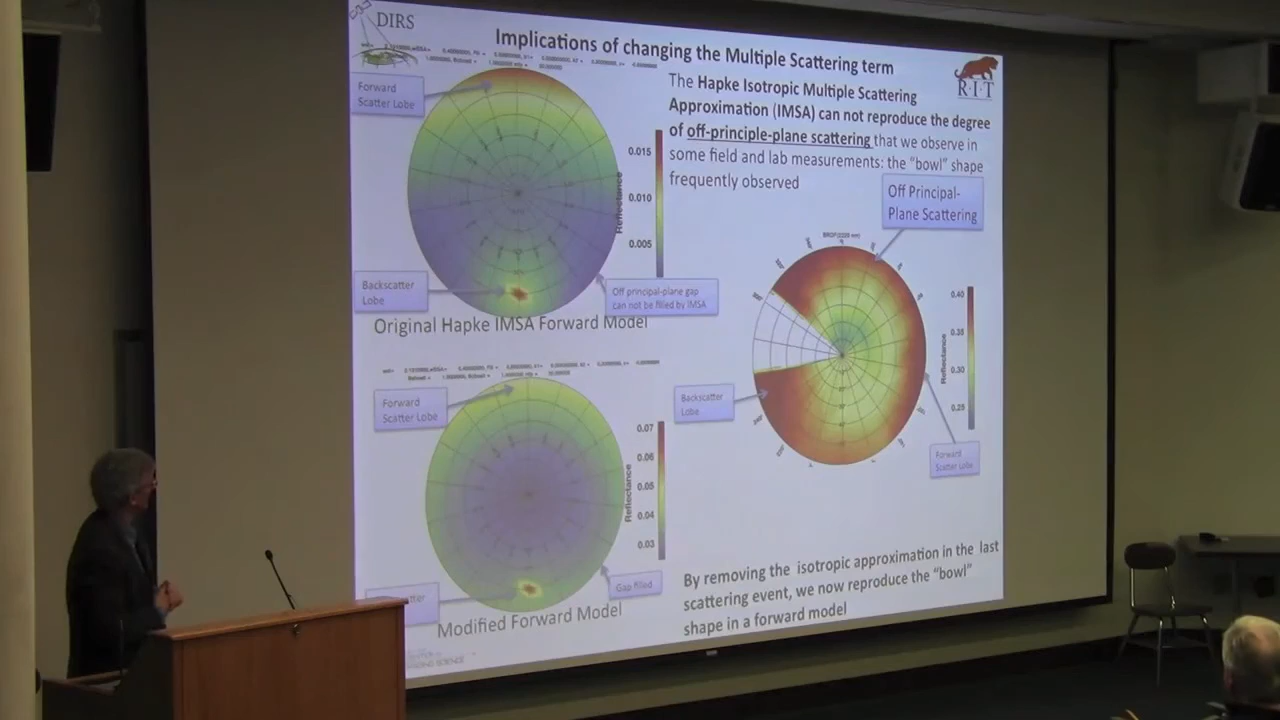 DIRS
Implications of changing the Multiple Scattering term
R·I·T
The Hapke Isotropic Multiple Scattering
Approximation (IMSA) can not reproduce the degree
of off-principle-plane scattering that we observe in
some field and lab measurements: the "bowl" shape
frequently observed
Forward
Scatter Lobe
0.015
0.010
0.005
Reflectance
Backscatter
Lobe
Off principal-plane gap
can not be filled by IMSA
Original Hapke IMSA Forward Model
Off Principal-
Plane Scattering
0.40
0.35
0.30
0.25
Reflectance
Backscatter
Lobe
Forward
Scatter Lobe
Forward
Scatter Lobe
0.07
0.06
0.05
0.04
0.03
Reflectance
Gap filled
Modified Forward Model
By removing the isotropic approximation in the last
scattering event, we now reproduce the "bowl"
shape in a forward model